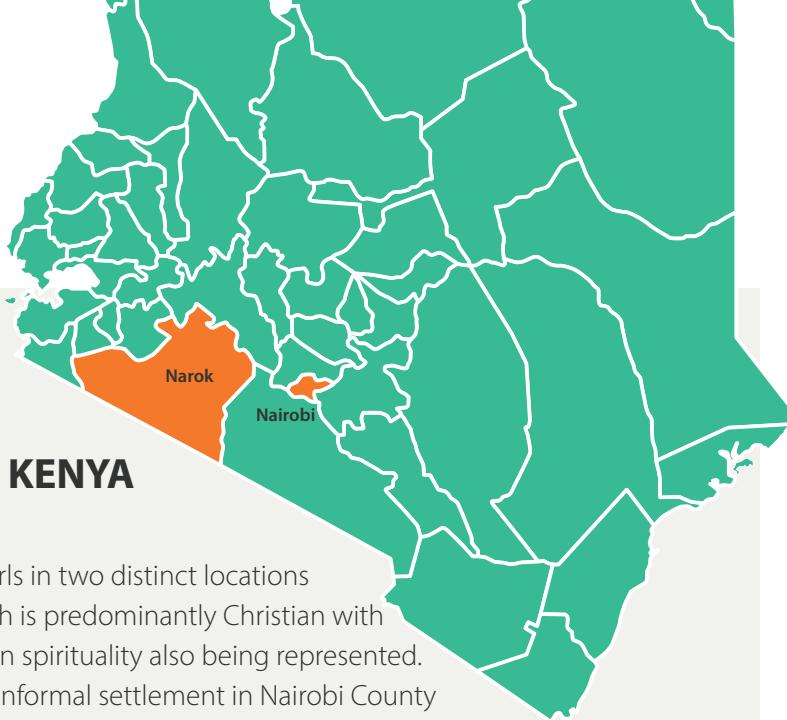 Narok
Nairobi
KENYA
in two distinct locations
is predominantly Christian with
spirituality also being represented.
informal settlement in Nairobi County